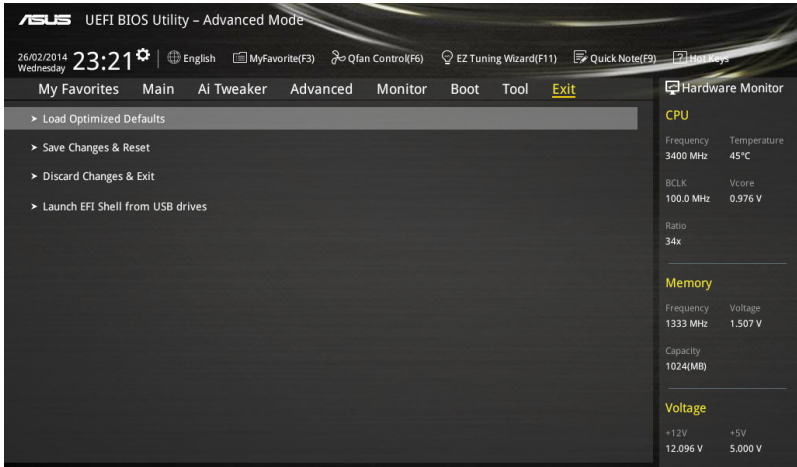 ASUS UEFI BIOS Utility – Advanced Mode
26/02/2014
Wednesday
23:21
English
MyFavorite(F3)
Qfan Control(F6)
EZ Tuning Wizard(F11)
Quick Note(F9)
? Hot Keys
My Favorites
Main
Ai Tweaker
Advanced
Monitor
Boot
Tool
Exit
> Load Optimized Defaults
> Save Changes & Reset
> Discard Changes & Exit
> Launch EFI Shell from USB drives
Hardware Monitor
CPU
Frequency Temperature
3400 MHz 45°C
BCLK Vcore
100.0 MHz 0.976 V
Ratio
34x
Memory
Frequency Voltage
1333 MHz 1.507 V
Capacity
1024(MB)
Voltage
+12V +5V
12.096 V 5.000 V